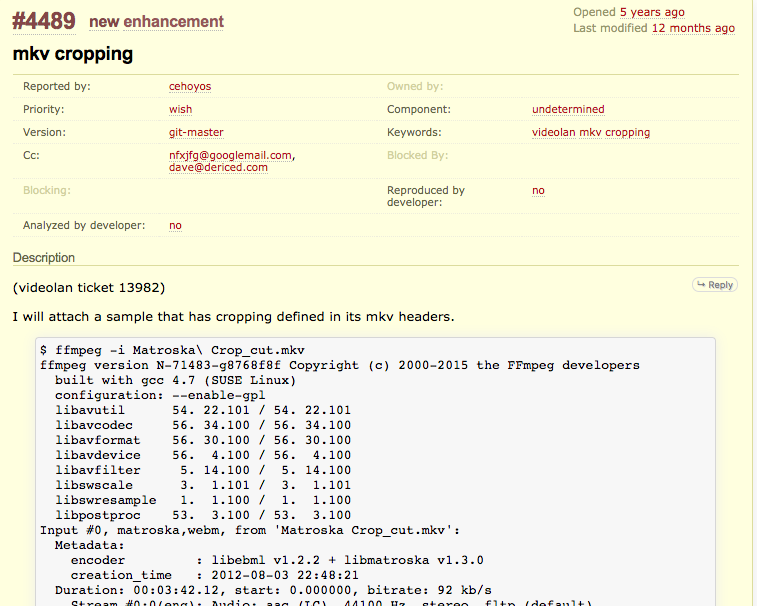 #4489 new enhancement
Opened 5 years ago
Last modified 12 months ago
mkv cropping
Reported by: cehoyos Owned by:
Priority: wish Component: undetermined
Version: git-master Keywords: videolan mkv cropping
Cc: nfxjfg@googlemail.com, Blocked By:
dave@dericed.com
Blocking: Reproduced by no
developer:
Analyzed by developer: no
Description
(videolan ticket 13982) ↪ Reply
I will attach a sample that has cropping defined in its mkv headers.
$ ffmpeg -i Matroska\ Crop_cut.mkv
ffmpeg version N-71483-g8768f8f Copyright (c) 2000-2015 the FFmpeg developers
built with gcc 4.7 (SUSE Linux)
configuration: --enable-gpl
libavutil 54. 22.101 / 54. 22.101
libavcodec 56. 34.100 / 56. 34.100
libavformat 56. 30.100 / 56. 30.100
libavdevice 56. 4.100 / 56. 4.100
libavfilter 5. 14.100 / 5. 14.100
libswscale 3. 1.101 / 3. 1.101
libswresample 1. 1.100 / 1. 1.100
libpostproc 53. 3.100 / 53. 3.100
Input #0, matroska,webm, from 'Matroska Crop_cut.mkv':
Metadata:
encoder : libebml v1.2.2 + libmatroska v1.3.0
creation_time : 2012-08-03 22:48:21
Duration: 00:03:42.12, start: 0.000000, bitrate: 92 kb/s
Stream #0:0(eng): Audio: aac (LC), 44100 Hz, stereo, fltp (default)